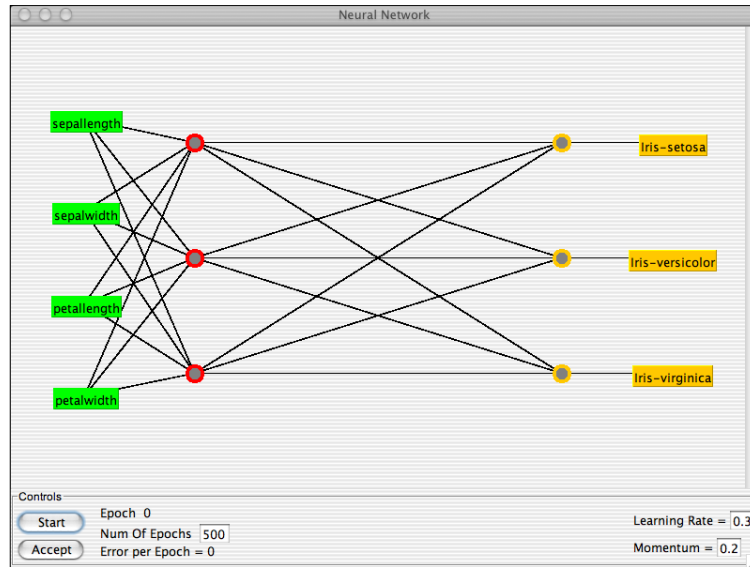 Neural Network
sepallength
sepalwidth
petallength
petalwidth
Iris-setosa
Iris-versicolor
Iris-virginica
Controls
Start
Accept
Epoch 0
Num Of Epochs 500
Error per Epoch = 0
Learning Rate = 0.3
Momentum = 0.2